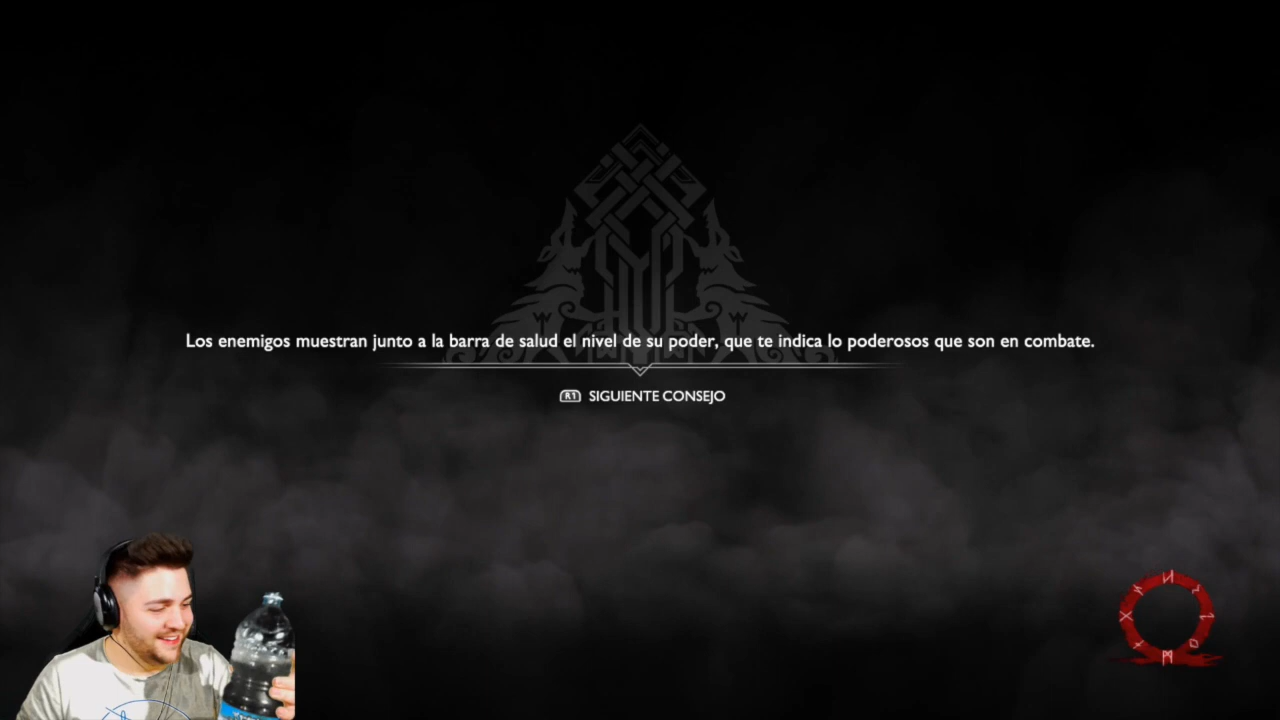 Los enemigos muestran junto a la barra de salud el nivel de su poder, que te indica lo poderosos que son en combate.
R1 SIGUIENTE CONSEJO